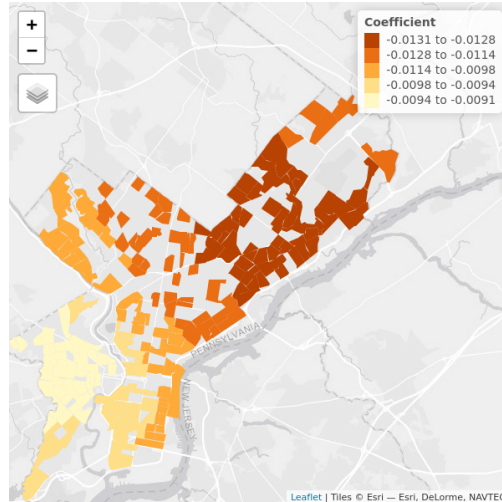 +
−
Coefficient
-0.0131 to -0.0128
-0.0128 to -0.0114
-0.0114 to -0.0098
-0.0098 to -0.0094
-0.0094 to -0.0091
PENNSYLVANIA
NEW JERSEY
Leaflet | Tiles © Esri — Esri, DeLorme, NAVTEQ